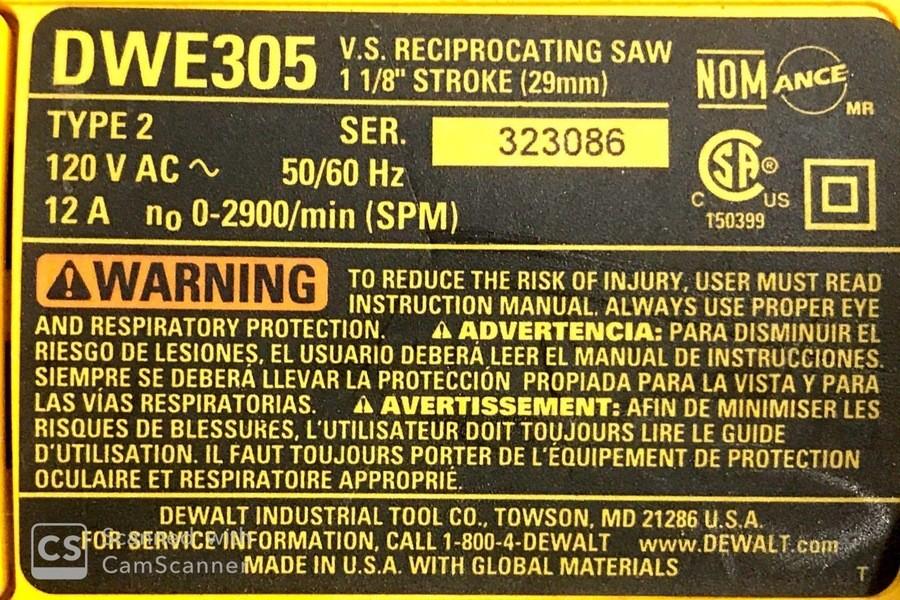 DWE305 V.S. RECIPROCATING SAW
1 1/8" STROKE (29mm)
NOM ANCE MR
TYPE 2 SER. 323086
120 V AC ~ 50/60 Hz
12 A no 0-2900/min (SPM)
CSA ® C US
150399
⚠WARNING TO REDUCE THE RISK OF INJURY, USER MUST READ
INSTRUCTION MANUAL. ALWAYS USE PROPER EYE
AND RESPIRATORY PROTECTION. ⚠ ADVERTENCIA: PARA DISMINUIR EL
RIESGO DE LESIONES, EL USUARIO DEBERÁ LEER EL MANUAL DE INSTRUCCIONES.
SIEMPRE SE DEBERÁ LLEVAR LA PROTECCIÓN PROPIADA PARA LA VISTA Y PARA
LAS VÍAS RESPIRATORIAS. ⚠ AVERTISSEMENT: AFIN DE MINIMISER LES
RISQUES DE BLESSURES, L'UTILISATEUR DOIT TOUJOURS LIRE LE GUIDE
D'UTILISATION. IL FAUT TOUJOURS PORTER DE L'ÉQUIPEMENT DE PROTECTION
OCULAIRE ET RESPIRATOIRE APPROPRIÉ.
DEWALT INDUSTRIAL TOOL CO., TOWSON, MD 21286 U.S.A.
FOR SERVICE INFORMATION, CALL 1-800-4-DEWALT www.DEWALT.com
MADE IN U.S.A. WITH GLOBAL MATERIALS T
CS Scanned with
CamScanner